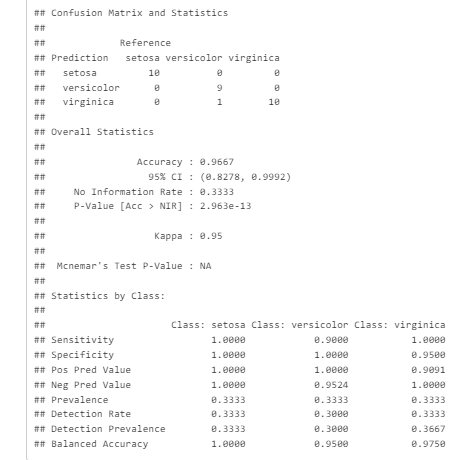 ## Confusion Matrix and Statistics
##
##           Reference
## Prediction   setosa versicolor virginica
##   setosa         10          0         0
##   versicolor      0          9         0
##   virginica       0          1        10
##
## Overall Statistics
##
##                Accuracy : 0.9667
##                  95% CI : (0.8278, 0.9992)
##     No Information Rate : 0.3333
##     P-Value [Acc > NIR] : 2.963e-13
##
##                   Kappa : 0.95
##
##  Mcnemar's Test P-Value : NA
##
## Statistics by Class:
##
##                      Class: setosa Class: versicolor Class: virginica
## Sensitivity                 1.0000            0.9000           1.0000
## Specificity                 1.0000            1.0000           0.9500
## Pos Pred Value              1.0000            1.0000           0.9091
## Neg Pred Value              1.0000            0.9524           1.0000
## Prevalence                  0.3333            0.3333           0.3333
## Detection Rate              0.3333            0.3000           0.3333
## Detection Prevalence        0.3333            0.3000           0.3667
## Balanced Accuracy           1.0000            0.9500           0.9750